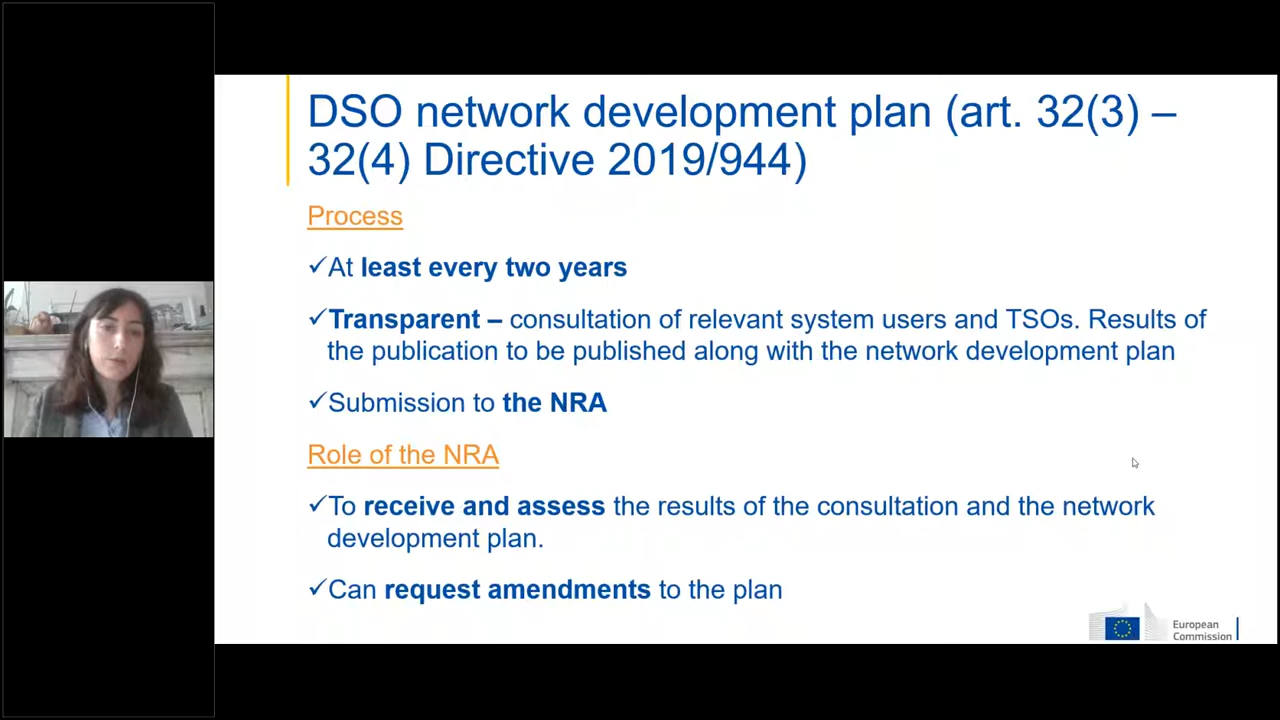 DSO network development plan (art. 32(3) –
32(4) Directive 2019/944)
Process
✓At least every two years
✓Transparent – consultation of relevant system users and TSOs. Results of
the publication to be published along with the network development plan
✓Submission to the NRA
Role of the NRA
✓To receive and assess the results of the consultation and the network
development plan.
✓Can request amendments to the plan
European
Commission